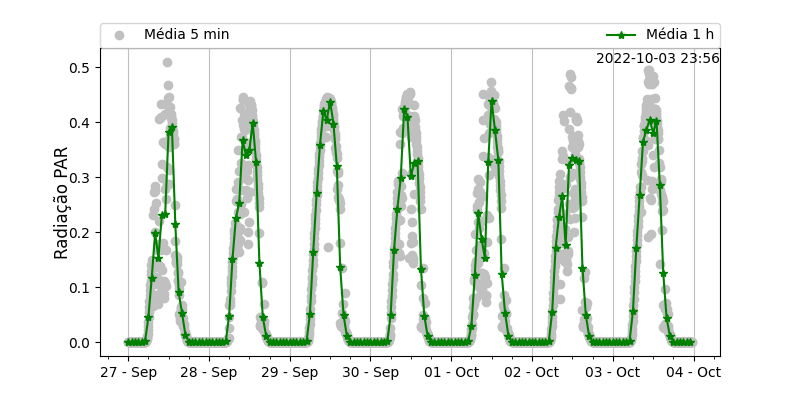 Média 5 min
Média 1 h
2022-10-03 23:56
Radiação PAR
0.5
0.4
0.3
0.2
0.1
0.0
27 - Sep
28 - Sep
29 - Sep
30 - Sep
01 - Oct
02 - Oct
03 - Oct
04 - Oct